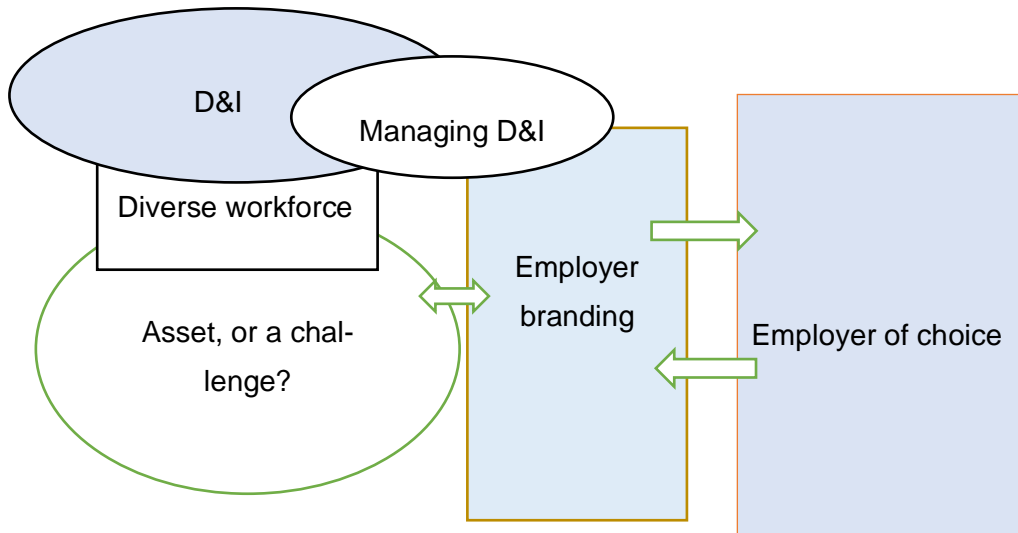 D&I
Managing D&I
Diverse workforce
Asset, or a chal-
lenge?
Employer
branding
Employer of choice